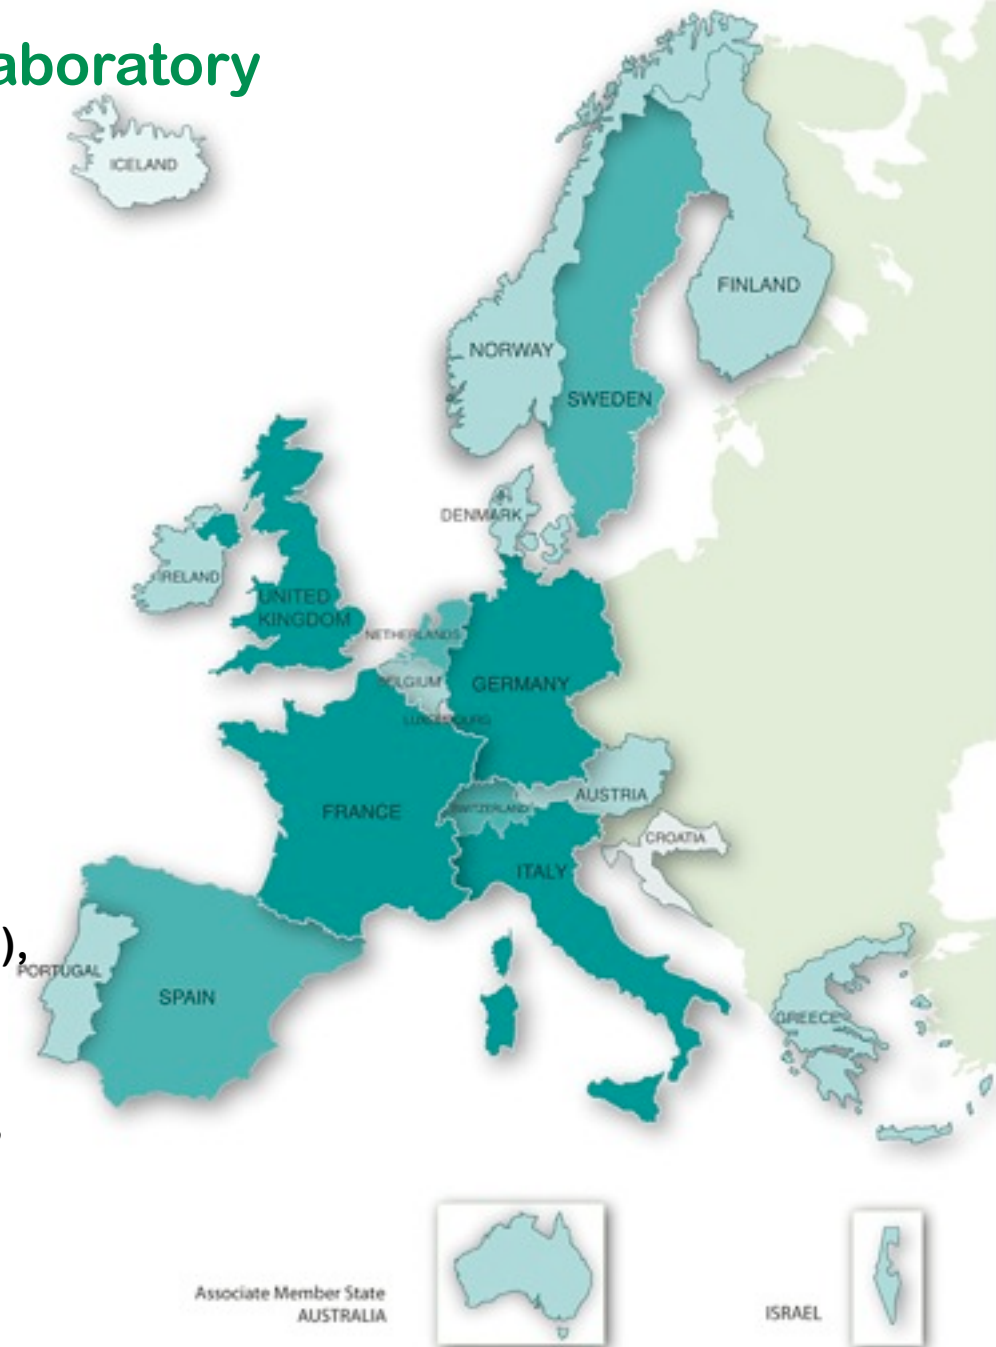 aboratory
ICELAND
FINLAND
NORWAY
SWEDEN
DENMARK
IRELAND
UNITED
KINGDOM
NETHERLANDS
BELGIUM
GERMANY
LUXEMBOURG
AUSTRIA
FRANCE
SWITZERLAND
CROATIA
ITALY
),
PORTUGAL
SPAIN
GREECE
Associate Member State
AUSTRALIA
ISRAEL